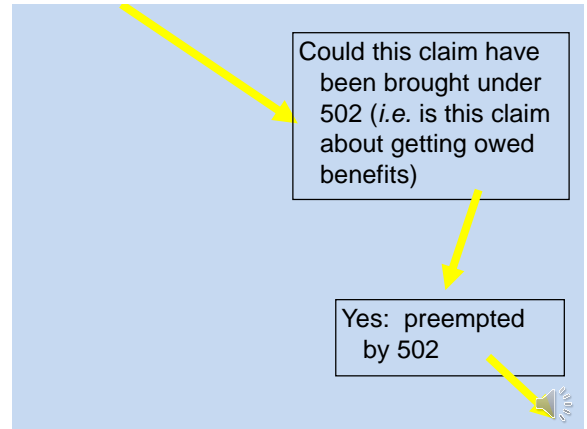 Could this claim have
been brought under
502 (i.e. is this claim
about getting owed
benefits)
Yes: preempted
by 502